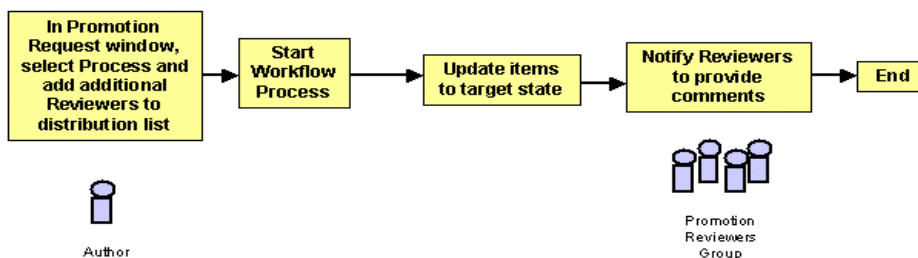 In Promotion
Request window,
select Process and
add additional
Reviewers to
distribution list
Start
Workflow
Process
Update items
to target state
Notify Reviewers
to provide
comments
End
Author
Promotion
Reviewers
Group